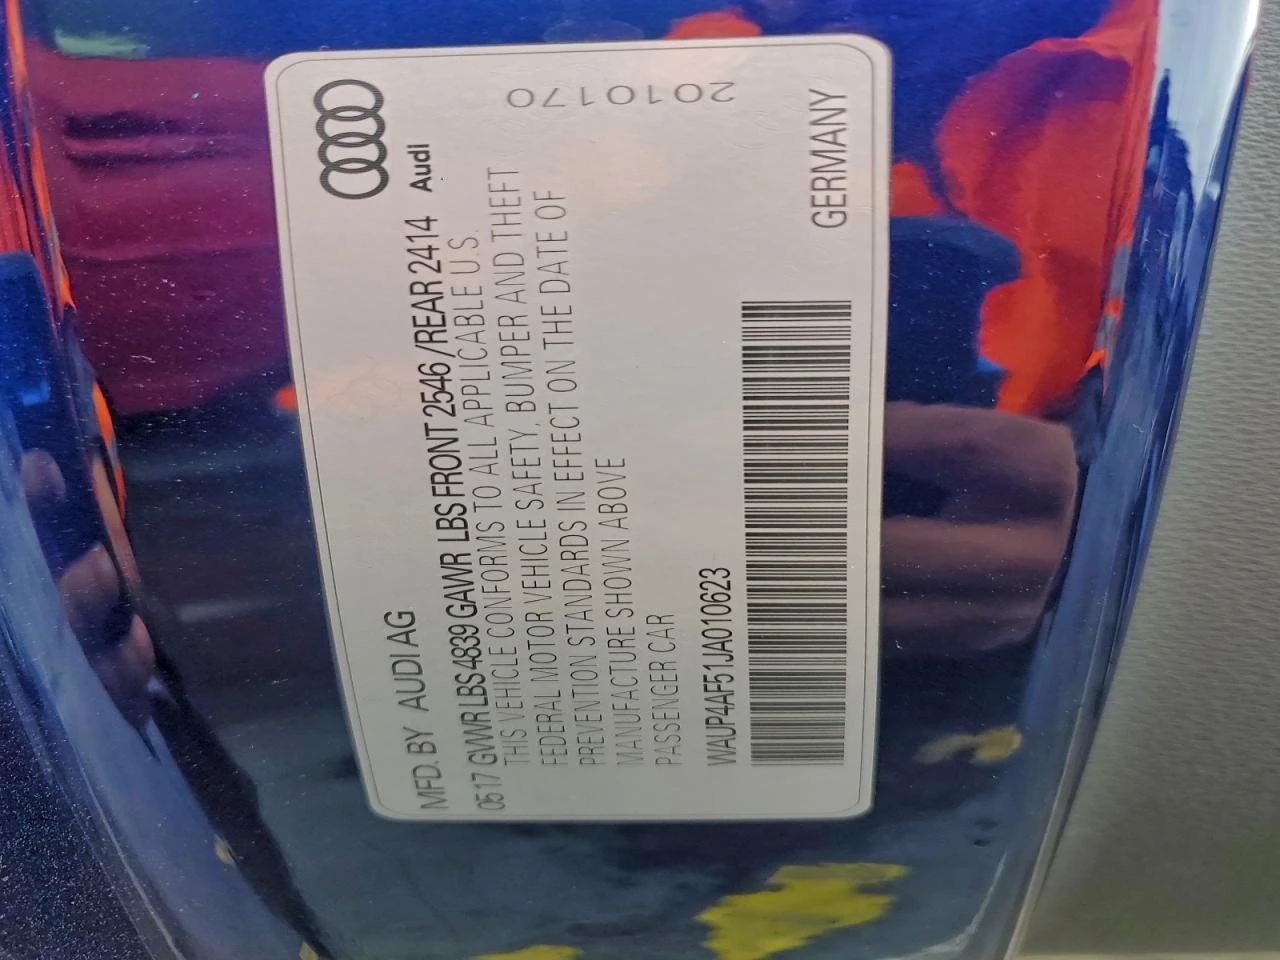 MFD. BY AUDI AG
0517 GVWR LBS 4839 GAWR LBS FRONT 2546 / REAR 2414
Audi
THIS VEHICLE CONFORMS TO ALL APPLICABLE U.S.
FEDERAL MOTOR VEHICLE SAFETY, BUMPER AND THEFT
PREVENTION STANDARDS IN EFFECT ON THE DATE OF
MANUFACTURE SHOWN ABOVE
PASSENGER CAR
2010170
WAUP4AF51JA010623
GERMANY